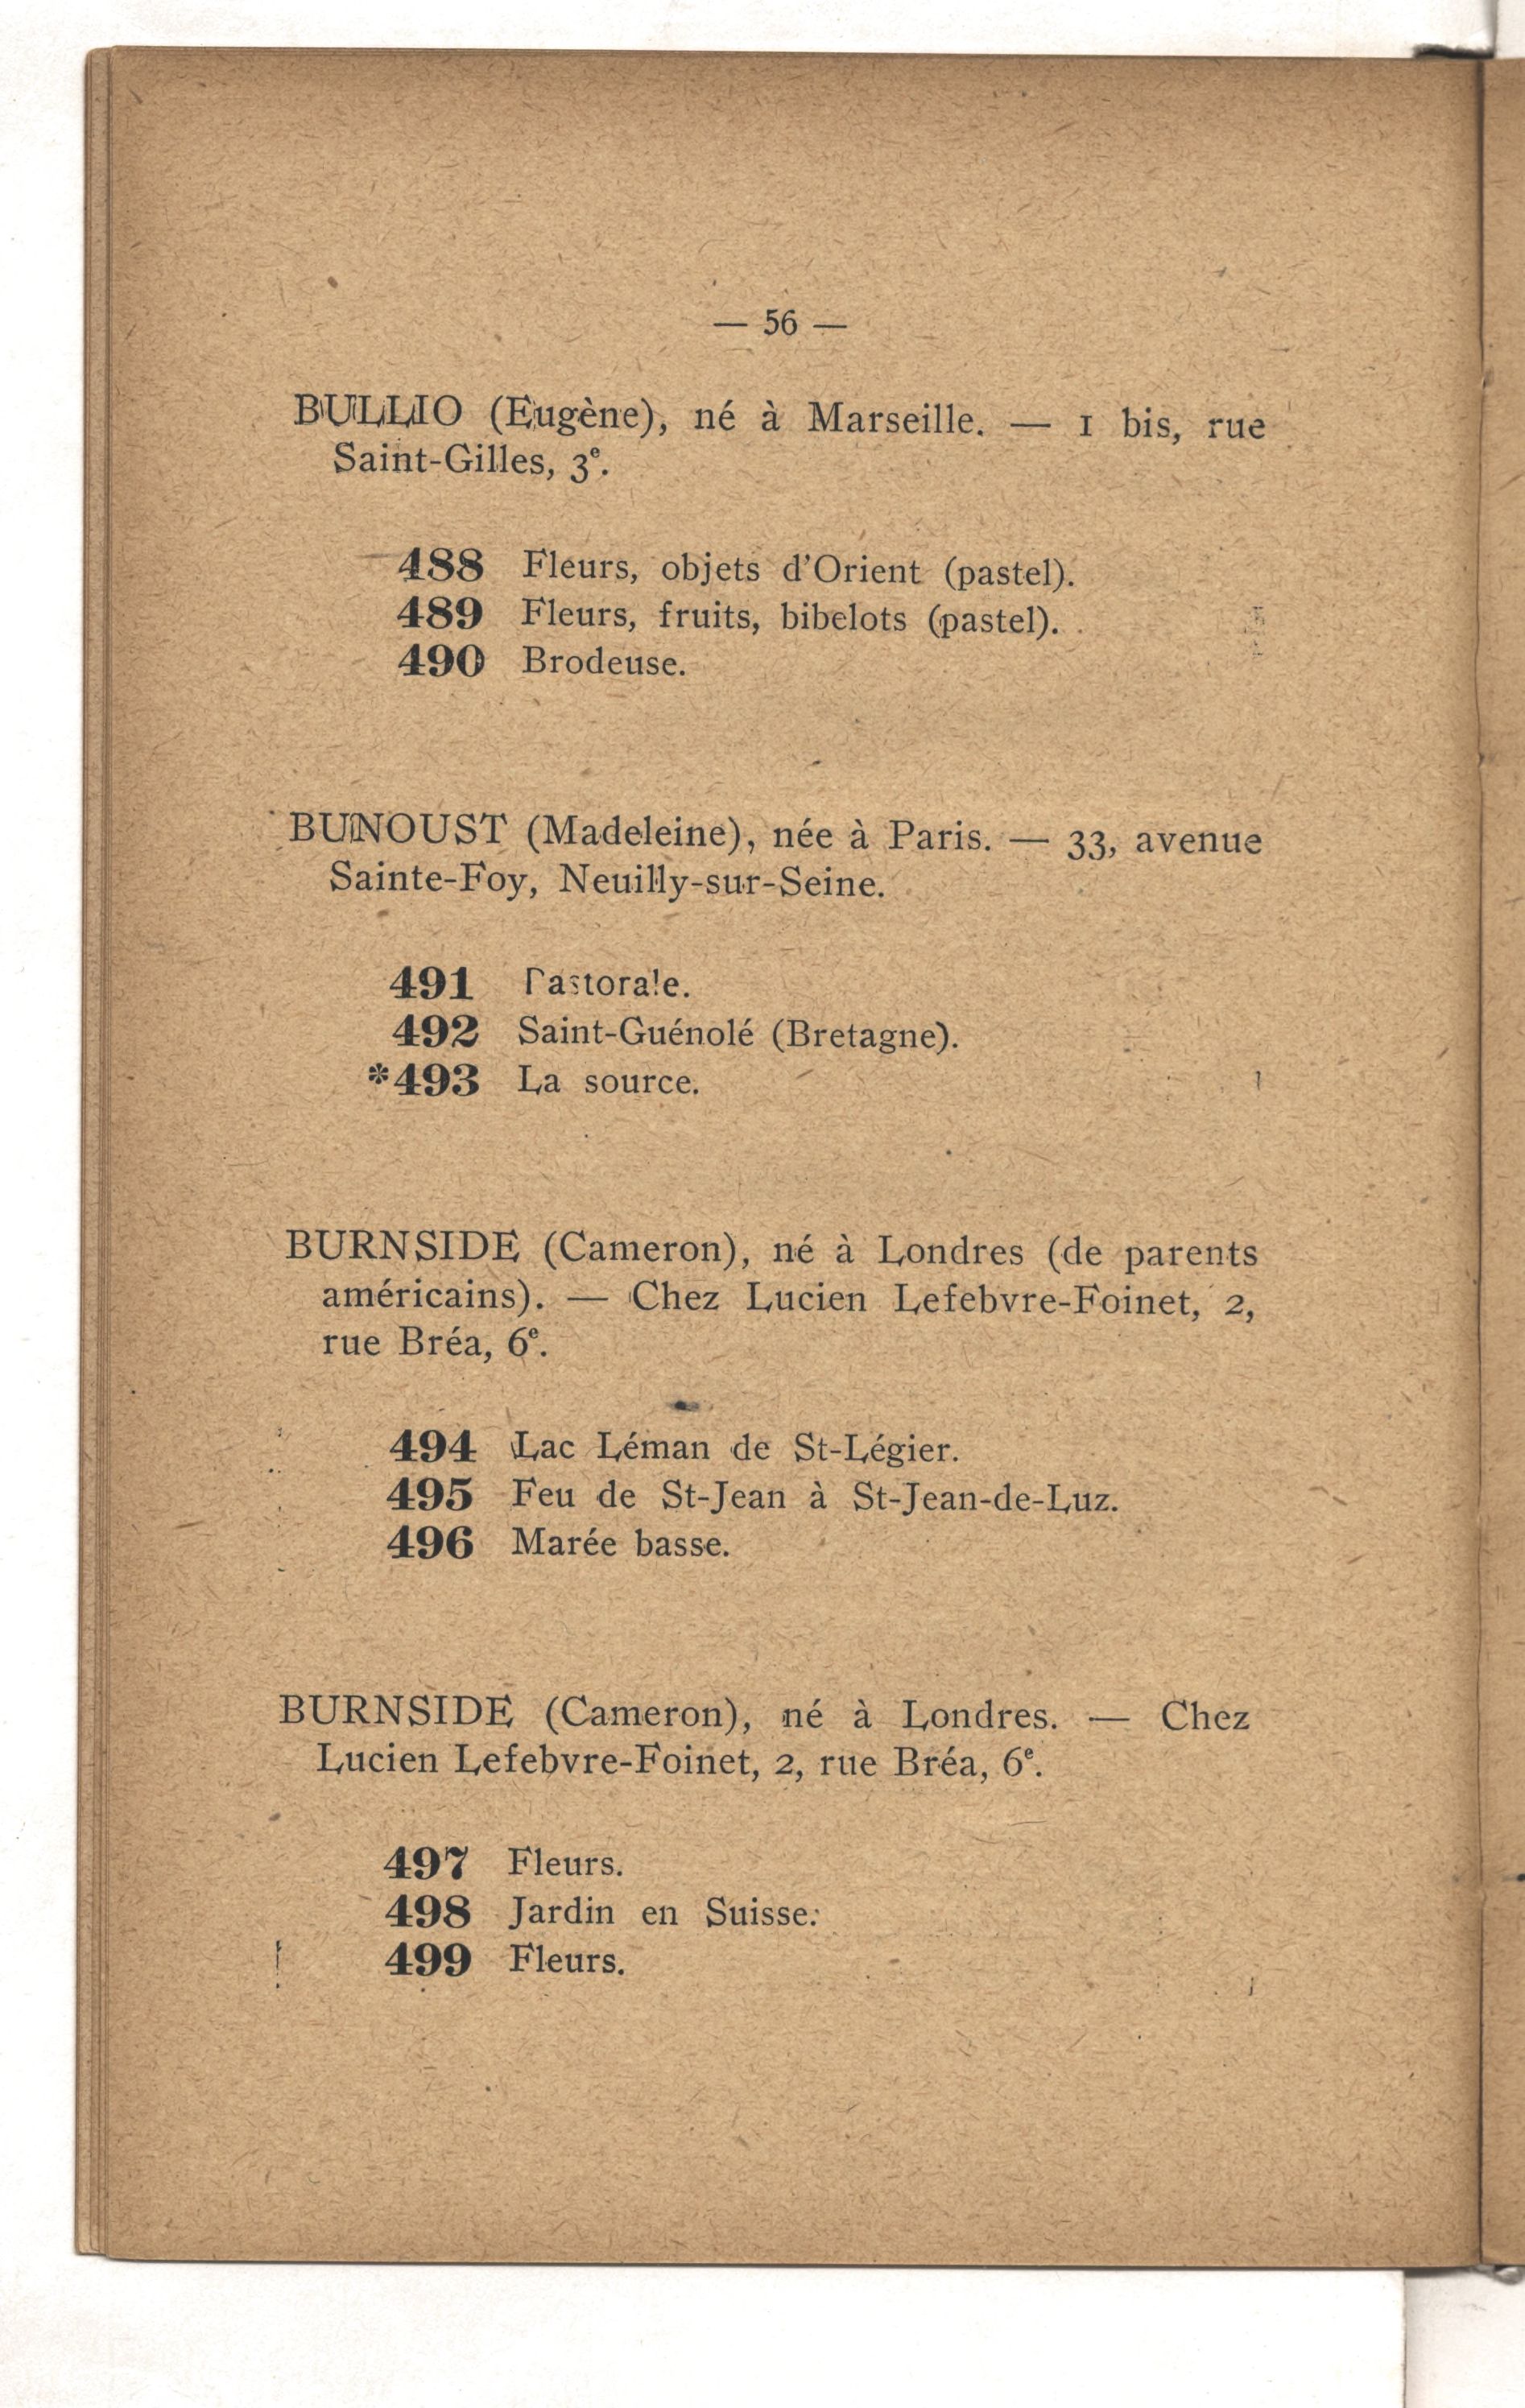 — 56 —
BULLIO (Eugène), né à Marseille. — 1 bis, rue
Saint-Gilles, 3e.
488 Fleurs, objets d'Orient (pastel).
489 Fleurs, fruits, bibelots (pastel).
490 Brodeuse.
BUNOUST (Madeleine), née à Paris. — 33, avenue
Sainte-Foy, Neuilly-sur-Seine.
491 Pastorale.
492 Saint-Guénolé (Bretagne).
*493 La source.
BURNSIDE (Cameron), né à Londres (de parents
américains). — Chez Lucien Lefebvre-Foinet, 2,
rue Bréa, 6e.
494 Lac Léman de St-Légier.
495 Feu de St-Jean à St-Jean-de-Luz.
496 Marée basse.
BURNSIDE (Cameron), né à Londres. — Chez
Lucien Lefebvre-Foinet, 2, rue Bréa, 6e.
497 Fleurs.
498 Jardin en Suisse.
499 Fleurs.